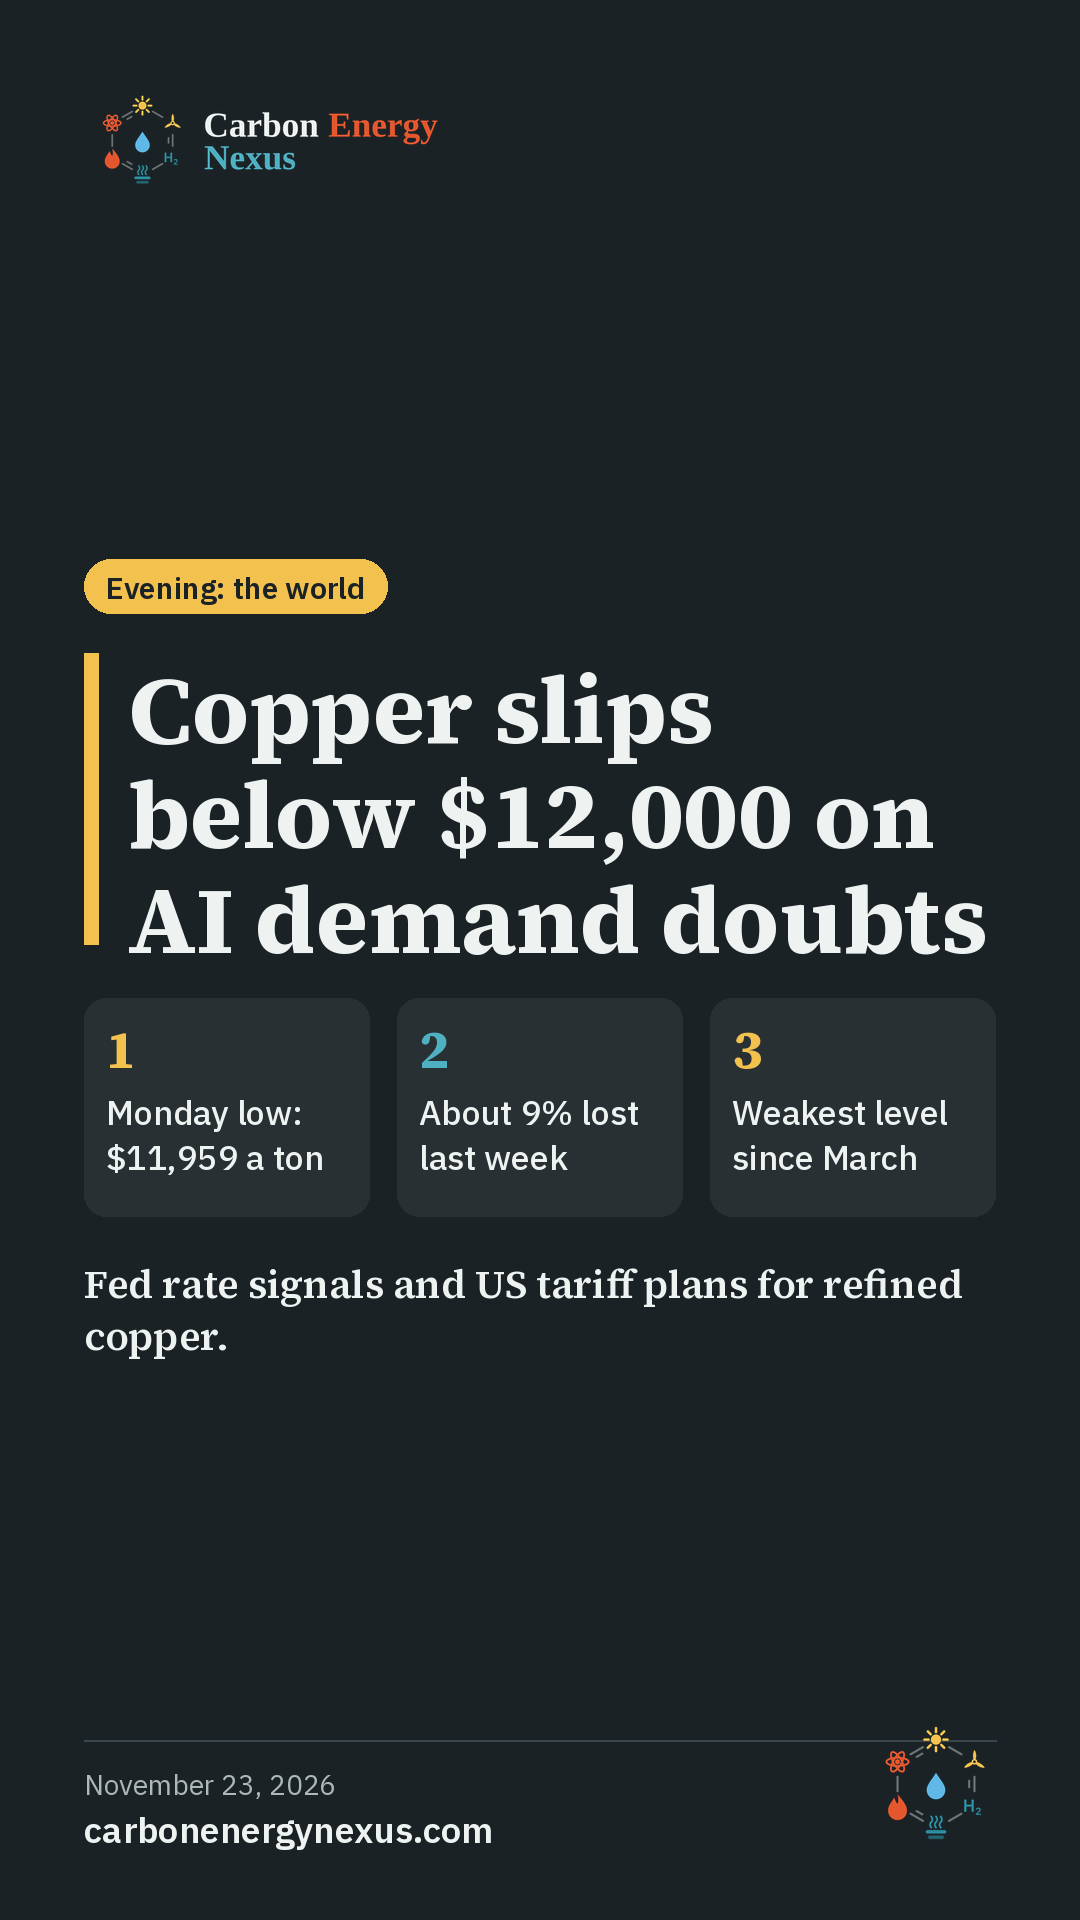 Carbon Energy
Nexus
H₂
Evening: the world
Copper slips
below $12,000 on
AI demand doubts
1
Monday low:
$11,959 a ton
2
About 9% lost
last week
3
Weakest level
since March
Fed rate signals and US tariff plans for refined
copper.
November 23, 2026
carbonenergynexus.com
H₂